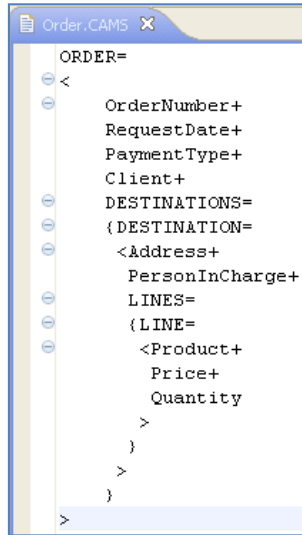 Order.CAMS
ORDER=
<
OrderNumber+
RequestDate+
PaymentType+
Client+
DESTINATIONS=
{DESTINATION=
<Address+
PersonInCharge+
LINES=
{LINE=
<Product+
Price+
Quantity
>
}
>
}
>